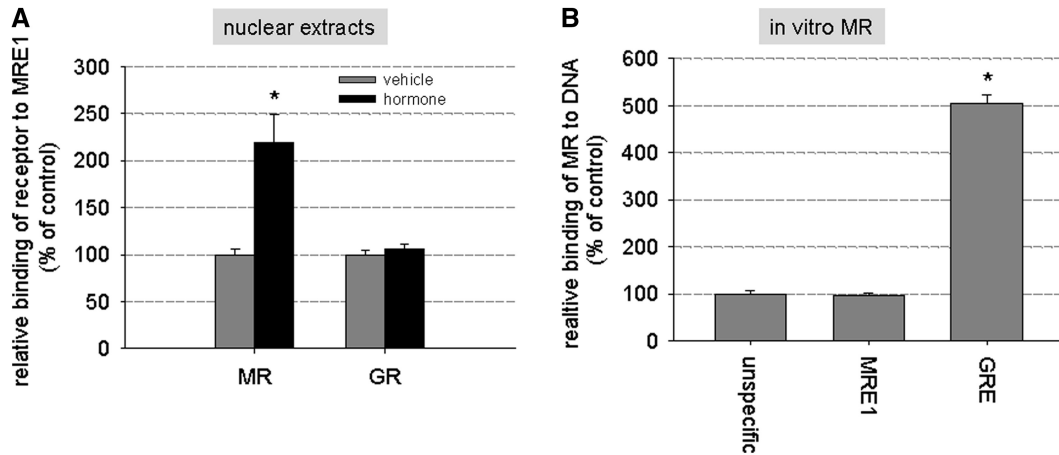 A
nuclear extracts
relative binding of receptor to MRE1
(% of control)
300
250
200
150
100
50
0
vehicle
hormone
*
MR
GR
B
in vitro MR
realtive binding of MR to DNA
(% of control)
600
500
400
300
200
100
0
*
unspecific
MRE1
GRE